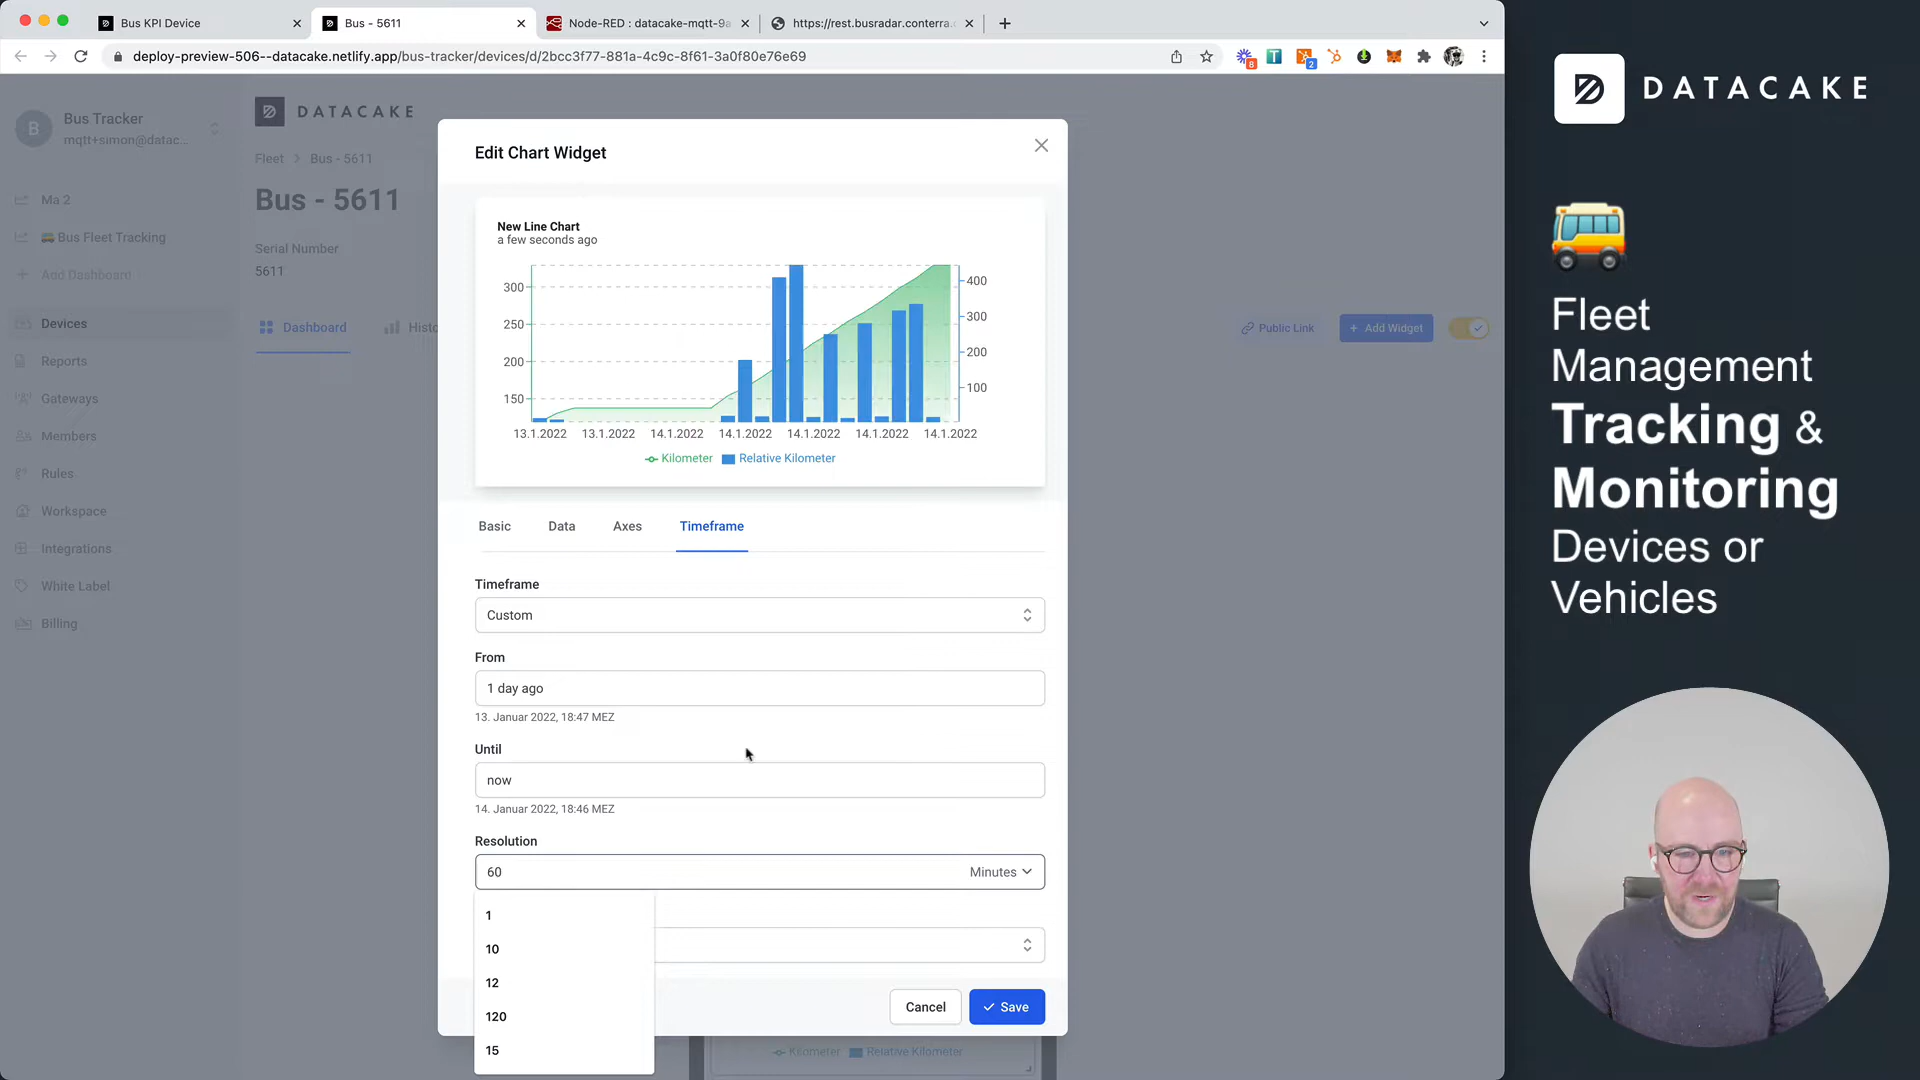 Bus KPI Device
Bus - 5611
Node-RED : datacake-mqtt-9a
https://rest.busradar.conterra.
deploy-preview-506--datacake.netlify.app/bus-tracker/devices/d/2bcc3f77-881a-4c9c-8f61-3a0f80e76e69
8
T
2
DATACAKE
B
Bus Tracker
mqtt+simon@datac...
DATACAKE
Fleet
Bus - 5611
Bus - 5611
Serial Number
5611
Ma 2
Bus Fleet Tracking
Add Dashboard
Devices
Reports
Gateways
Members
Rules
Workspace
Integrations
White Label
Billing
Dashboard
Histo
Public Link
+ Add Widget
Edit Chart Widget
New Line Chart
a few seconds ago
300
250
200
150
400
300
200
100
13.1.2022 13.1.2022 14.1.2022 14.1.2022 14.1.2022 14.1.2022 14.1.2022
Kilometer Relative Kilometer
Basic Data Axes Timeframe
Timeframe
Custom
From
1 day ago
13. Januar 2022, 18:47 MEZ
Until
now
14. Januar 2022, 18:46 MEZ
Resolution
60 Minutes
1
10
12
120
15
Cancel
Save
Kilometer Relative Kilometer
Fleet
Management
Tracking &
Monitoring
Devices or
Vehicles